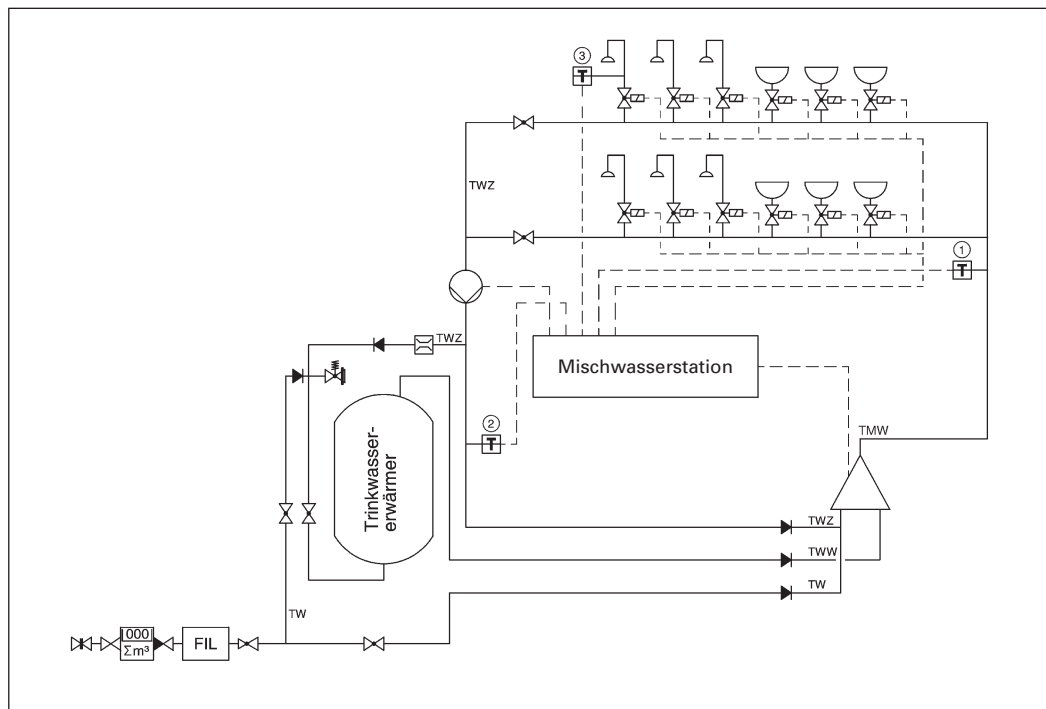 3
T
TWZ
1
T
TWZ
Mischwasserstation
2
T
TMW
Trinkwasser-
erwärmer
TWZ
TWW
TW
TW
000
Σm³
FIL